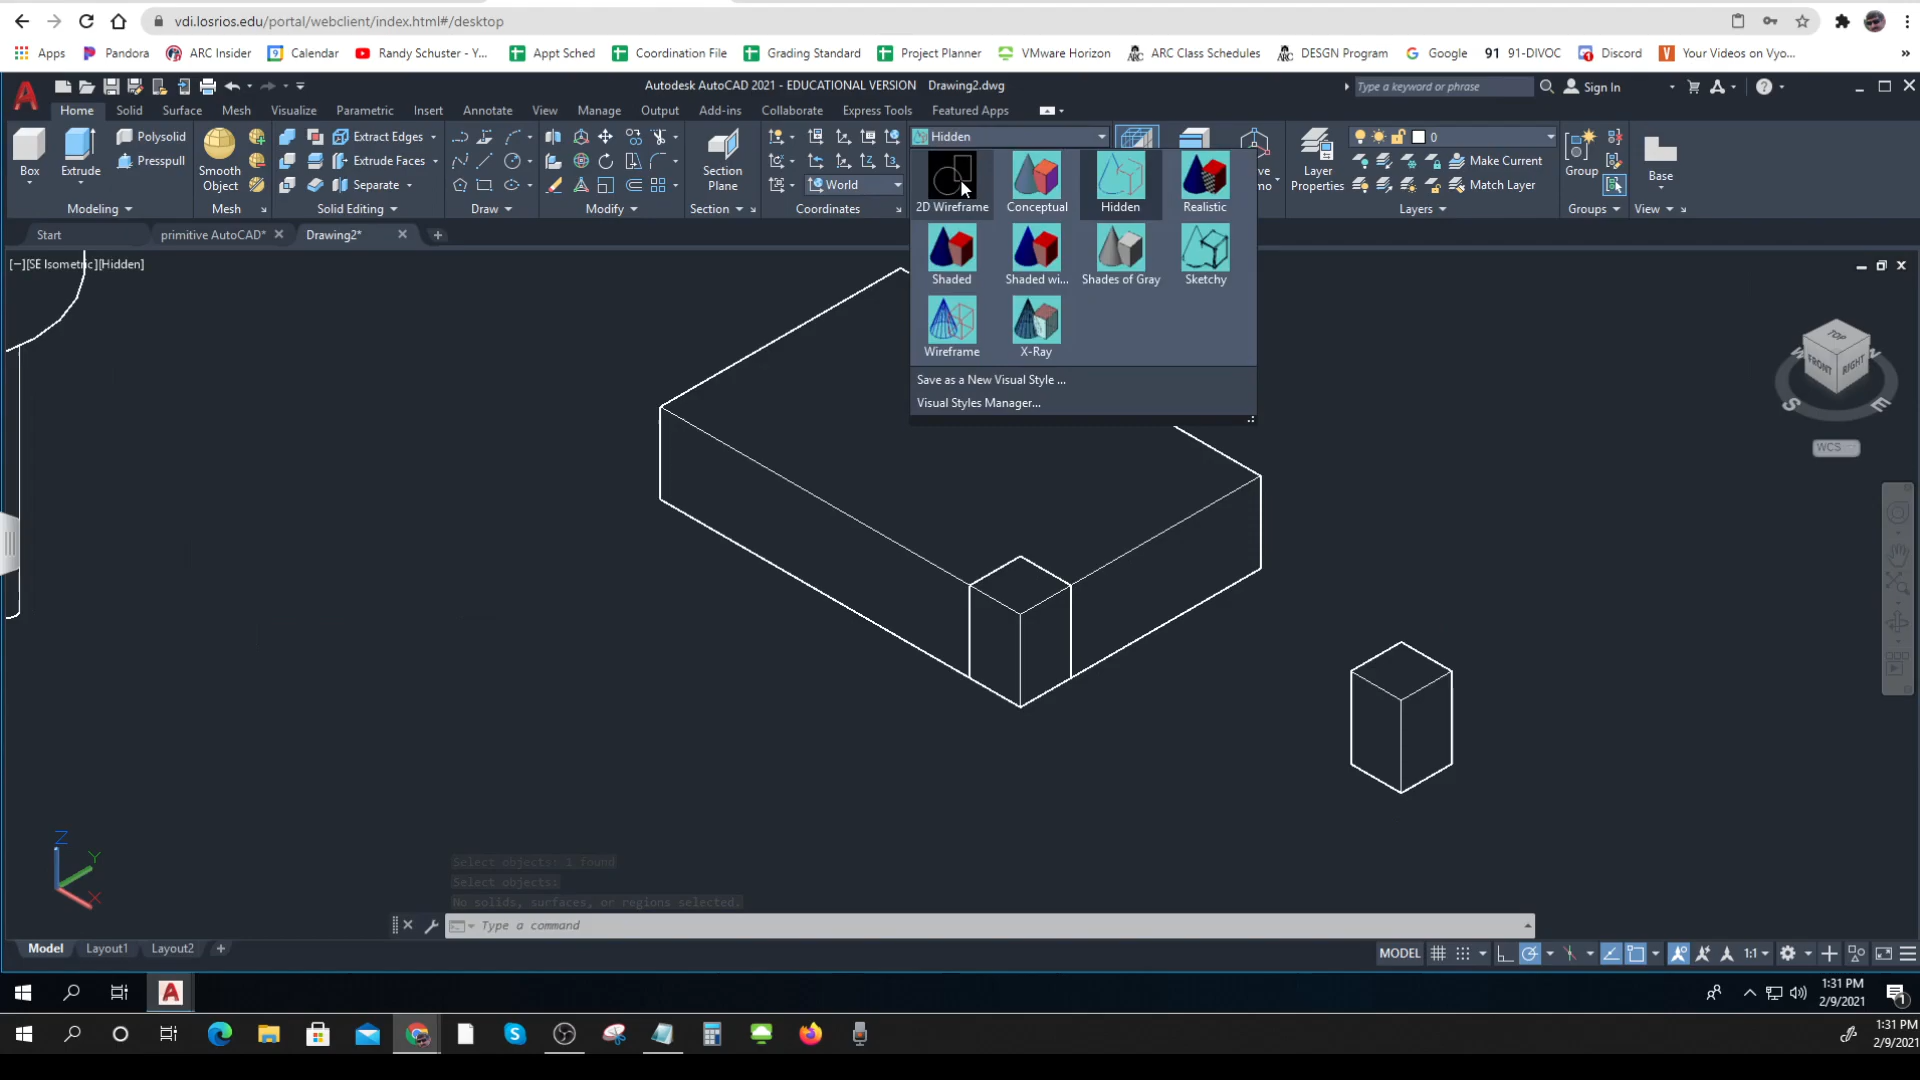 vdi.losrios.edu/portal/webclient/index.html#/desktop
Apps Pandora ARC Insider Calendar Randy Schuster - Y... Appt Sched Coordination File Grading Standard Project Planner VMware Horizon ARC Class Schedules DESGN Program Google 91 91-DIVOC Discord Your Videos on Vyo... »
Autodesk AutoCAD 2021 - EDUCATIONAL VERSION Drawing2.dwg Type a keyword or phrase Sign In
Home Solid Surface Mesh Visualize Parametric Insert Annotate View Manage Output Add-ins Collaborate Express Tools Featured Apps
Polysolid Extract Edges Hidden 0
Box Extrude Presspull Smooth Object Extrude Faces Section Plane Layer Properties Make Current Group Base
Separate World Match Layer
Modeling Mesh Solid Editing Draw Modify Section Coordinates Layers Groups View
2D Wireframe Conceptual Hidden Realistic
Start primitive AutoCAD* Drawing2*
[−][SE Isometric][Hidden]
Shaded Shaded wi... Shades of Gray Sketchy
Wireframe X-Ray
Save as a New Visual Style ...
Visual Styles Manager...
TOP
FRONT RIGHT
W
S E
WCS
Z
Y
X
Select objects: 1 found
Select objects:
No solids, surfaces, or regions selected.
Type a command
Model Layout1 Layout2 +
MODEL 1:1
1:31 PM
2/9/2021
1
1:31 PM
2/9/2021